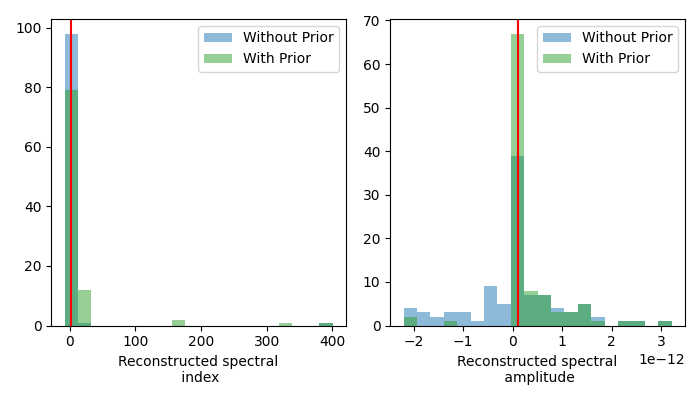 100
80
60
40
20
0
0
100
200
300
400
Reconstructed spectral
index
Without Prior
With Prior
70
60
50
40
30
20
10
0
−2
−1
0
1
2
3
1e−12
Reconstructed spectral
amplitude
Without Prior
With Prior